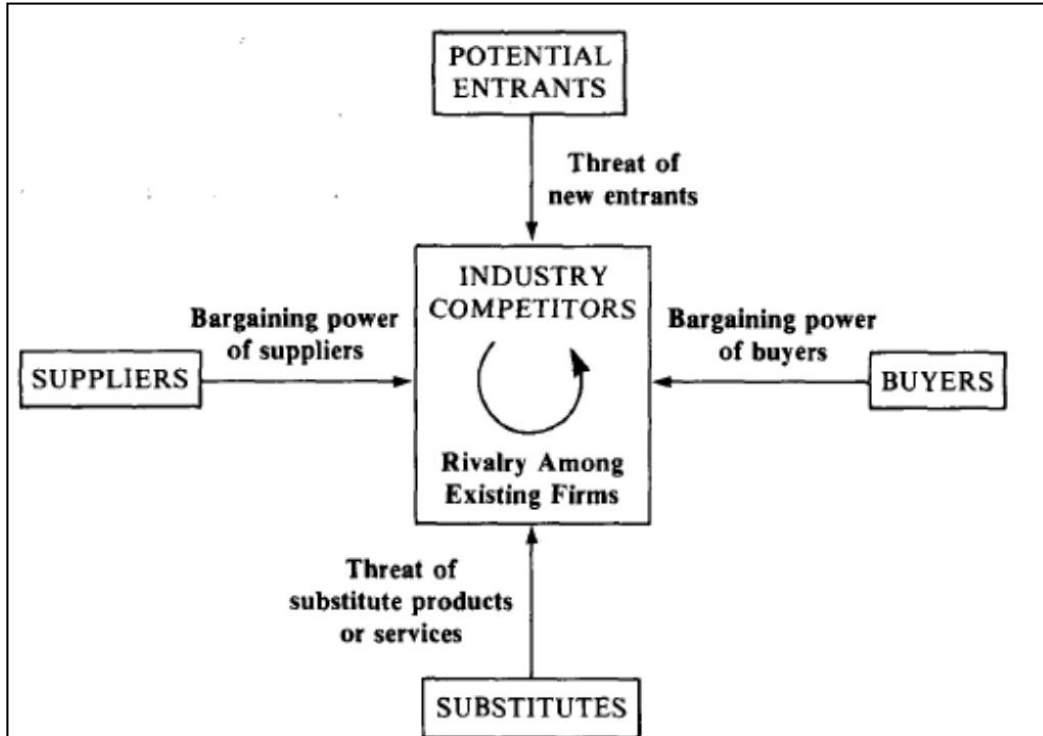 POTENTIAL
ENTRANTS
Threat of
new entrants
INDUSTRY
COMPETITORS
Bargaining power
of suppliers
SUPPLIERS
Bargaining power
of buyers
BUYERS
Rivalry Among
Existing Firms
Threat of
substitute products
or services
SUBSTITUTES